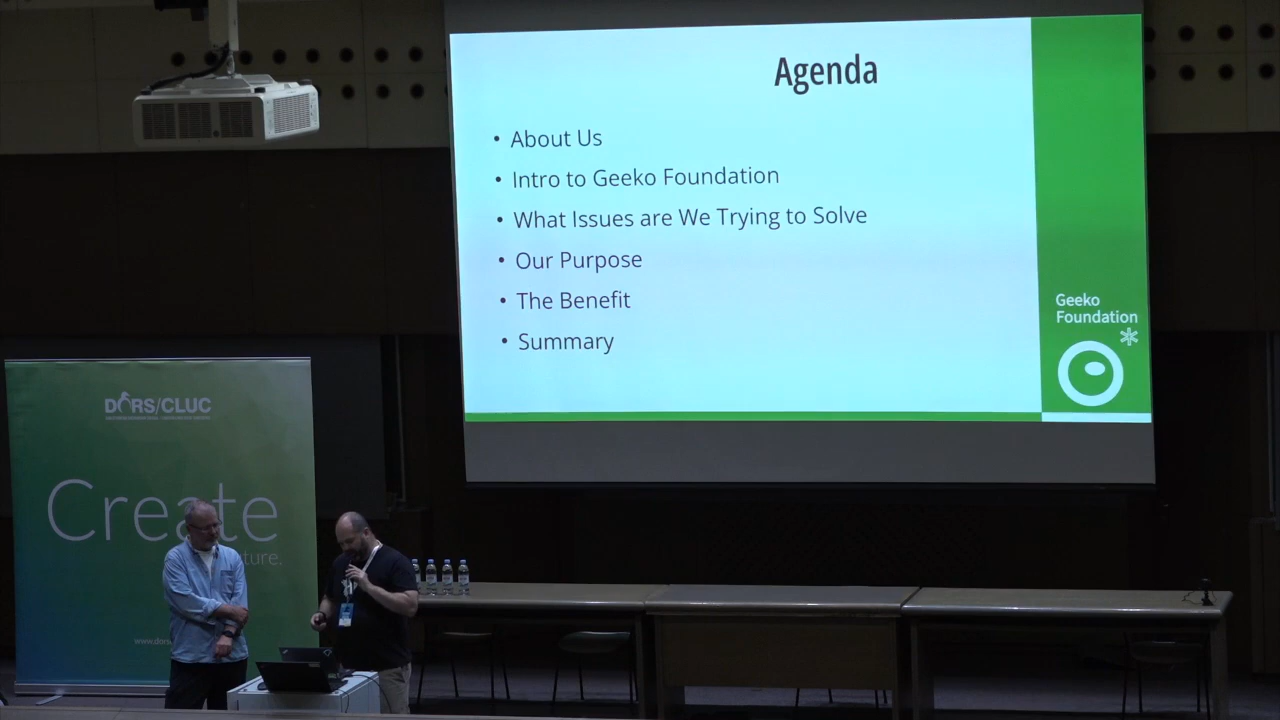 Agenda
• About Us
• Intro to Geeko Foundation
• What Issues are We Trying to Solve
• Our Purpose
• The Benefit
• Summary
Geeko
Foundation
DORS/CLUC
Create
ture.
www.dors